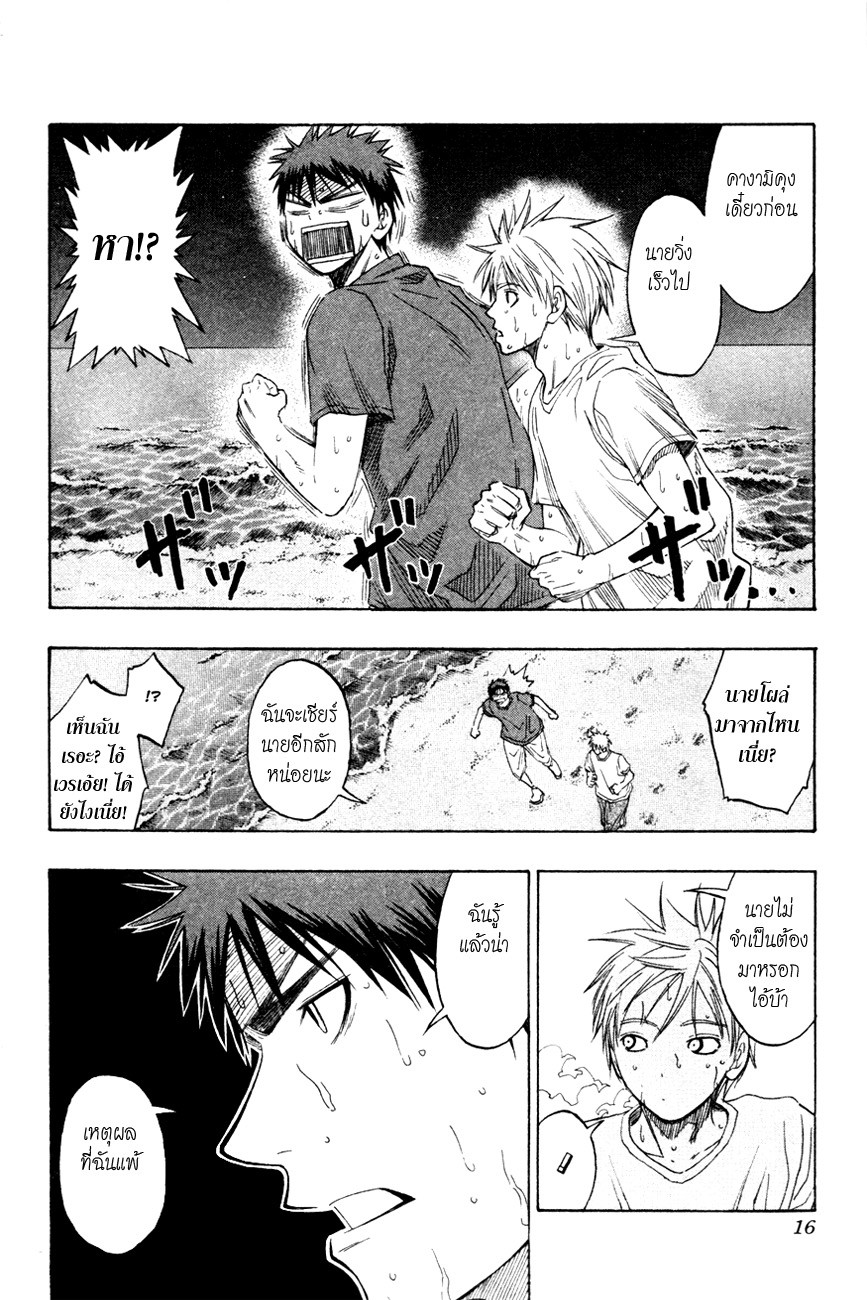 คางามิคุง
เดี๋ยวก่อน
นายวิ่ง
เร็วไป
หา!?
ザッ
ザッ
ザッ...
นายโผล่
มาจากไหน
เนี่ย?
ฉันจะเชียร์
นายอีกสัก
หน่อยนะ
!?
เห็นฉัน
เรอะ? ไอ้
เวรเอ้ย! ได้
ยังไงเนี่ย!
นายไม่
จำเป็นต้อง
มาหรอก
ไอ้บ้า
!
ฉันรู้
แล้วน่า
เหตุผล
ที่ฉันแพ้
16